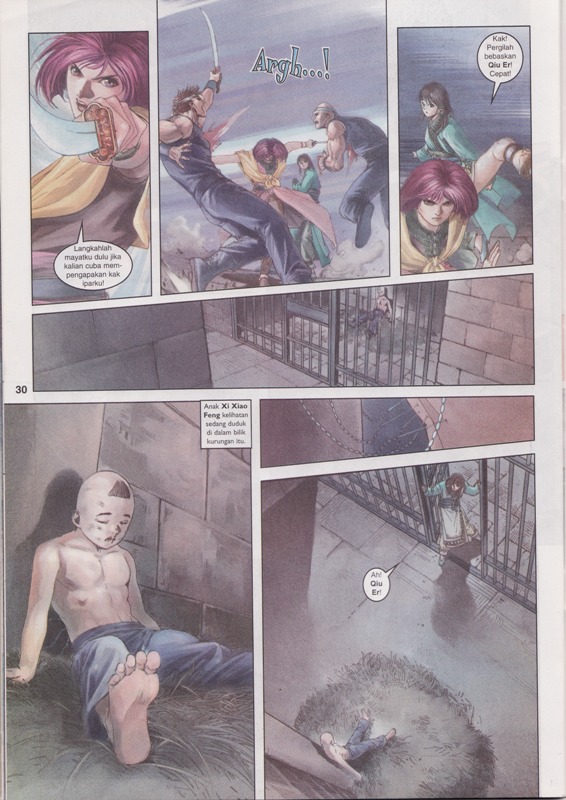 Langkahlah
mayatku dulu jika
kalian cuba mem-
pengapakan kak
iparku!
Argh...!
Kak!
Pergilah
bebaskan
Qiu Er!
Cepat!
30
Anak Xi Xiao
Feng kelihatan
sedang duduk
di dalam bilik
kurungan itu.
Ah!
Qiu
Er!